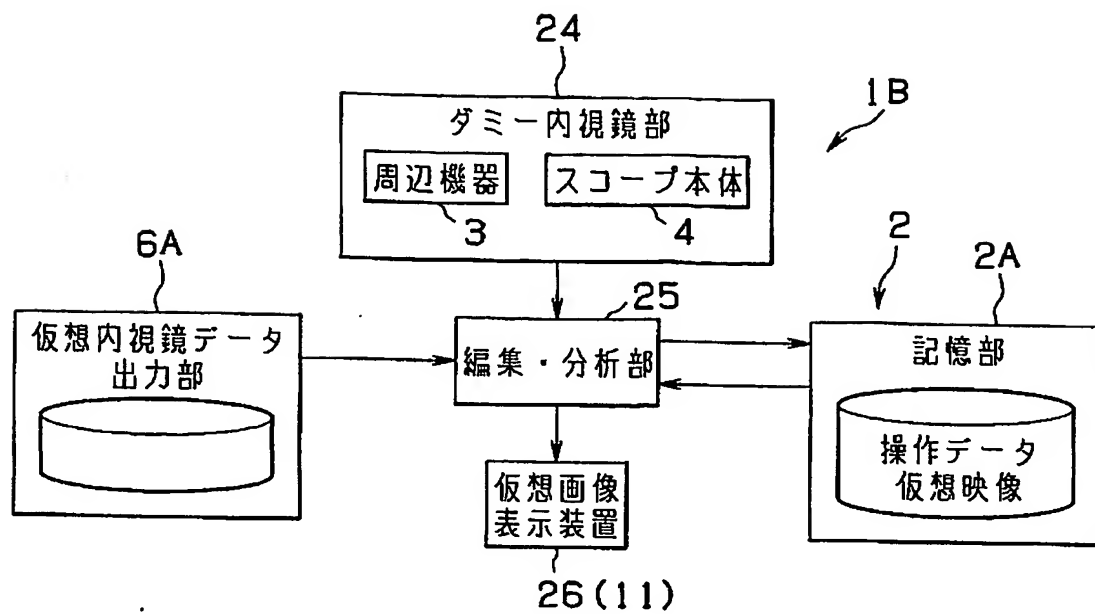 24
1B
ダミー内視鏡部
周辺機器
スコープ本体
3
4
6A
2
2A
25
仮想内視鏡データ
出力部
編集・分析部
記憶部
操作データ
仮想映像
仮想画像
表示装置
26(11)